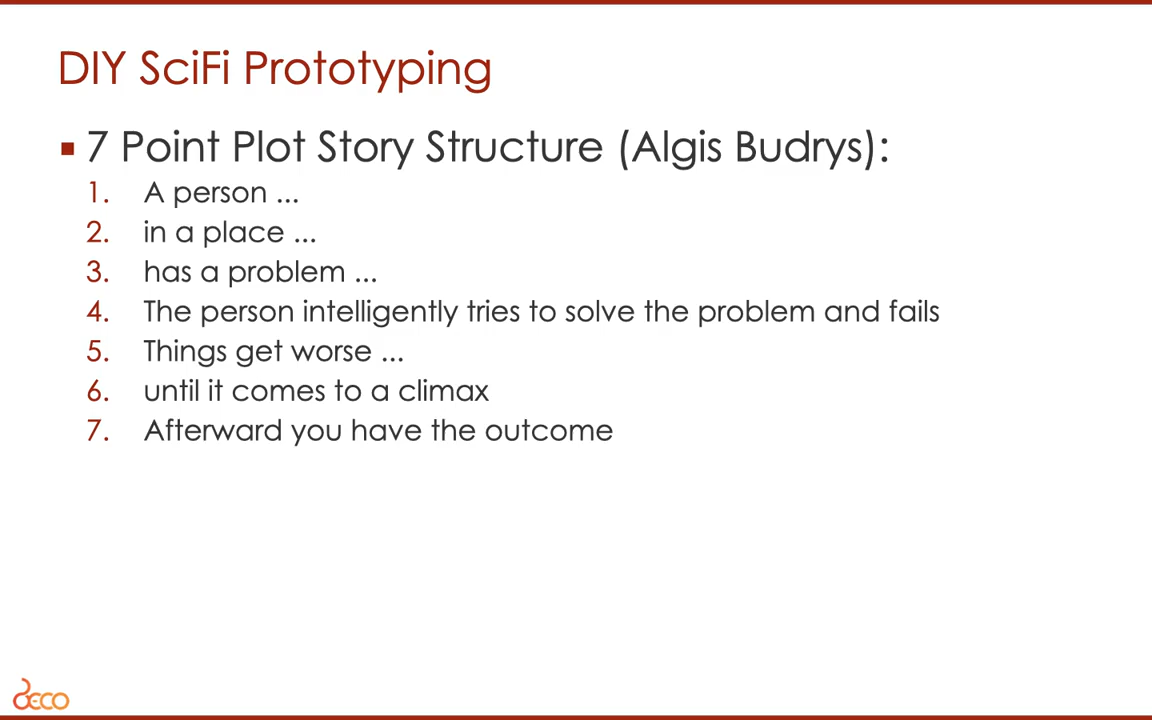 DIY SciFi Prototyping
▪ 7 Point Plot Story Structure (Algis Budrys):
1. A person ...
2. in a place ...
3. has a problem ...
4. The person intelligently tries to solve the problem and fails
5. Things get worse ...
6. until it comes to a climax
7. Afterward you have the outcome
DECO